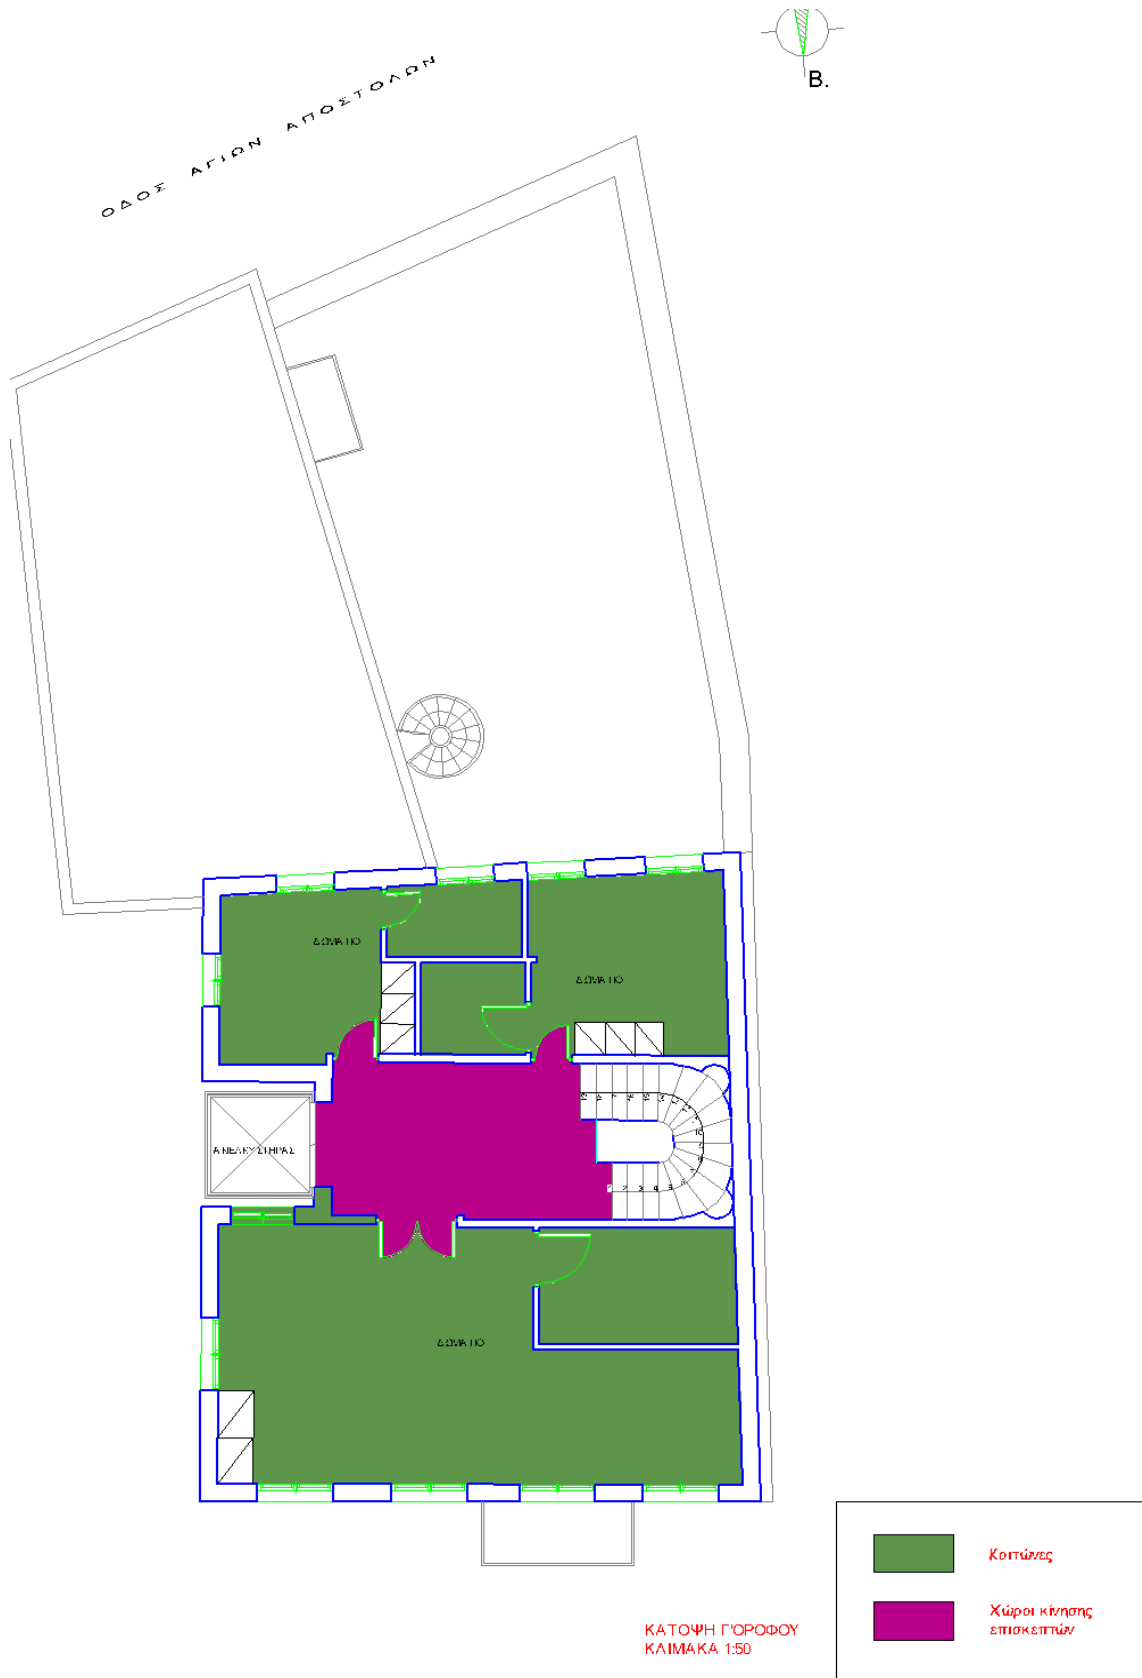 Β.
ΟΔΟΣ ΑΓΙΩΝ ΑΠΟΣΤΟΛΩΝ
ΔΩΜΑΤΙΟ
ΔΩΜΑΤΙΟ
ΑΝΕΛΚΥΣΤΗΡΑΣ
ΔΩΜΑΤΙΟ
Κοιτώνες
Χώροι κίνησης
επισκεπτών
ΚΑΤΟΨΗ Γ'ΟΡΟΦΟΥ
ΚΛΙΜΑΚΑ 1:50